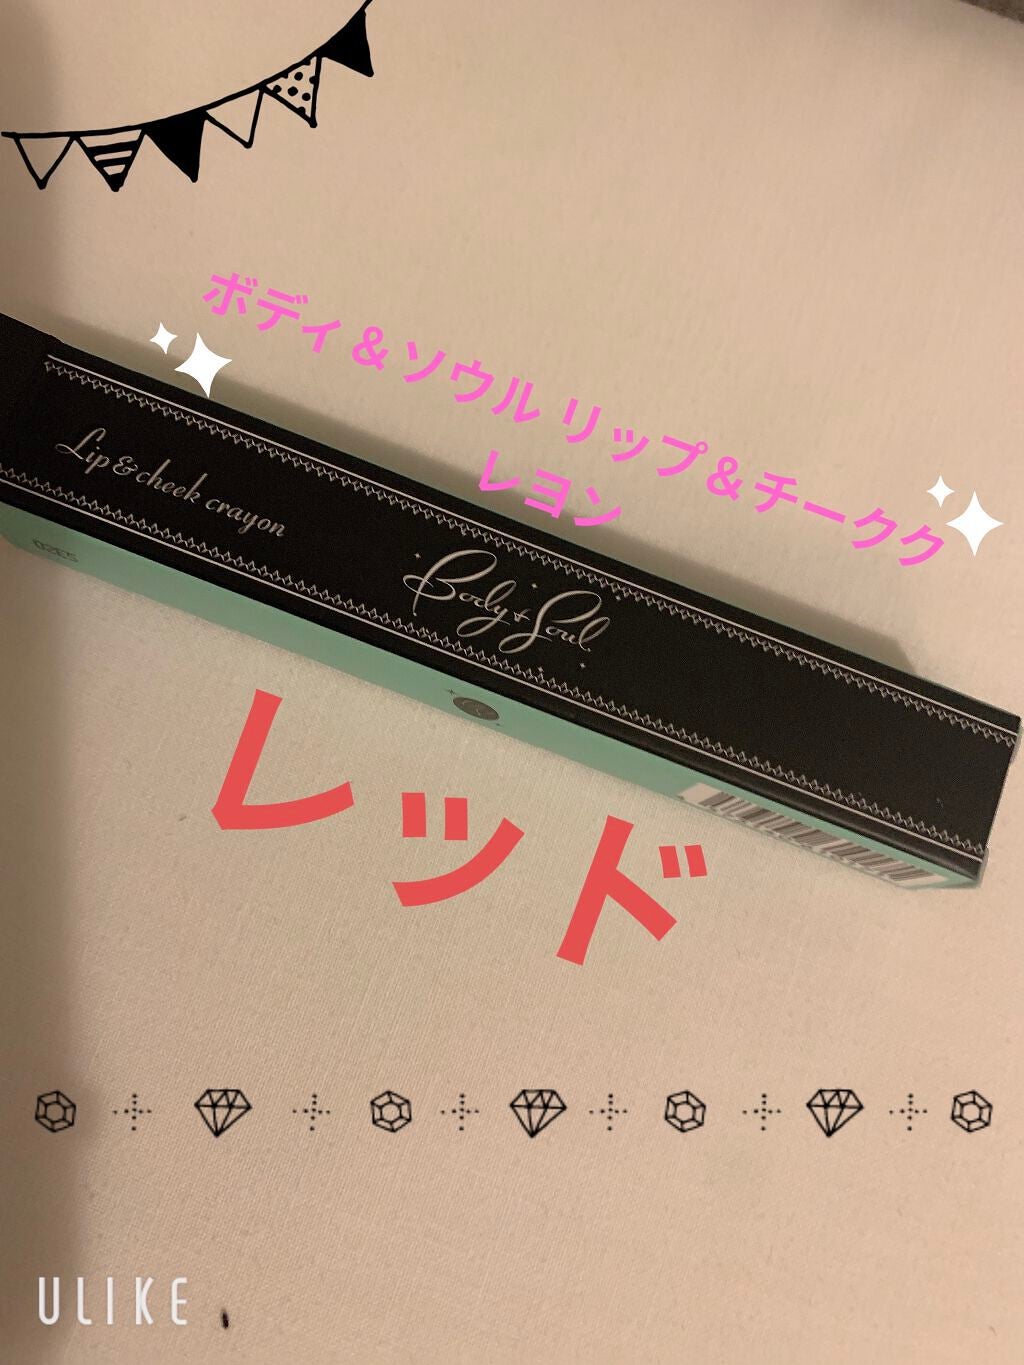 ボディ＆ソウル リップ＆チークク
レヨン
Lip&cheek crayon
Body & Soul
レッド
ULIKE